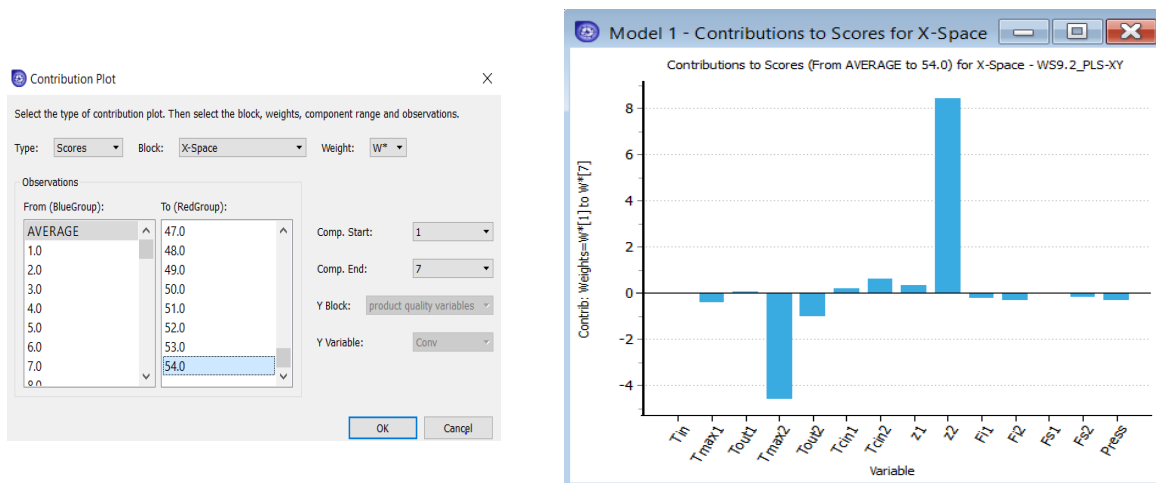 Contribution Plot
Select the type of contribution plot. Then select the block, weights, component range and observations.
Type: Scores Block: X-Space Weight: W*
Observations
From (BlueGroup): To (RedGroup):
AVERAGE 47.0
1.0 48.0
2.0 49.0
3.0 50.0
4.0 51.0
5.0 52.0
6.0 53.0
7.0 54.0
8.0
Comp. Start: 1
Comp. End: 7
Y Block: product quality variables
Y Variable: Conv
OK Cancel
Model 1 - Contributions to Scores for X-Space
Contributions to Scores (From AVERAGE to 54.0) for X-Space - WS9.2_PLS-XY
Contrib: Weights=W*[1] to W*[7]
8
6
4
2
0
-2
-4
Tin Tmax1 Tout1 Tmax2 Tout2 Tcin1 Tcin2 z1 z2 Fi1 Fi2 Fs1 Fs2 Press
Variable